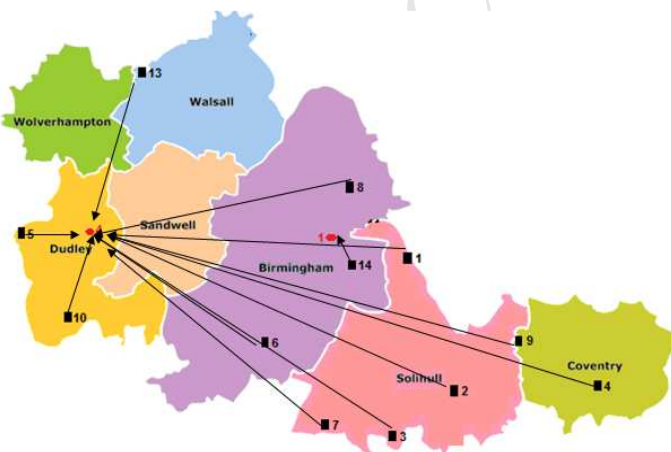 13
Walsall
Wolverhampton
8
Sandwell
5
Dudley
1
1
Birmingham
14
10
6
9
Coventry
Solihull
2
4
7
3